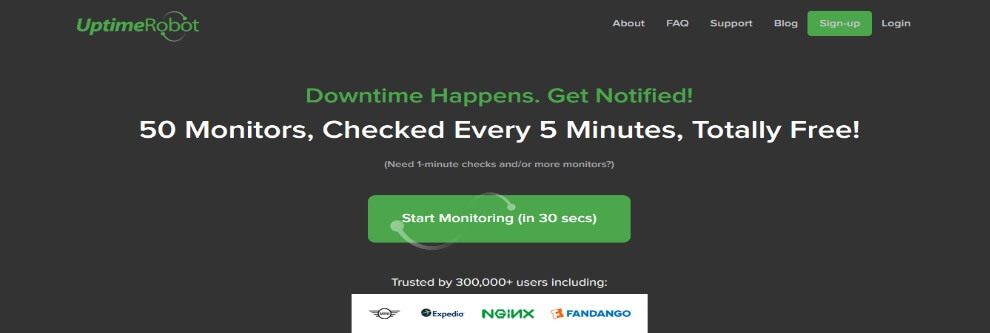 UptimeRobot
About FAQ Support Blog Sign-up Login
Downtime Happens. Get Notified!
50 Monitors, Checked Every 5 Minutes, Totally Free!
(Need 1-minute checks and/or more monitors?)
Start Monitoring (in 30 secs)
Trusted by 300,000+ users including:
MINI Expedia NGINX FANDANGO